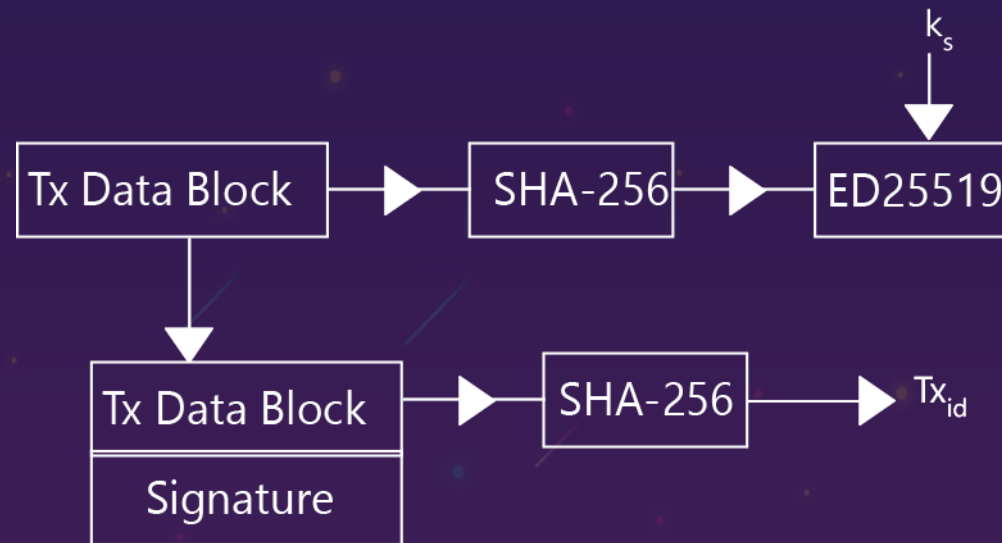 k_s
Tx Data Block
SHA-256
ED25519
Tx Data Block
SHA-256
Tx_id
Signature